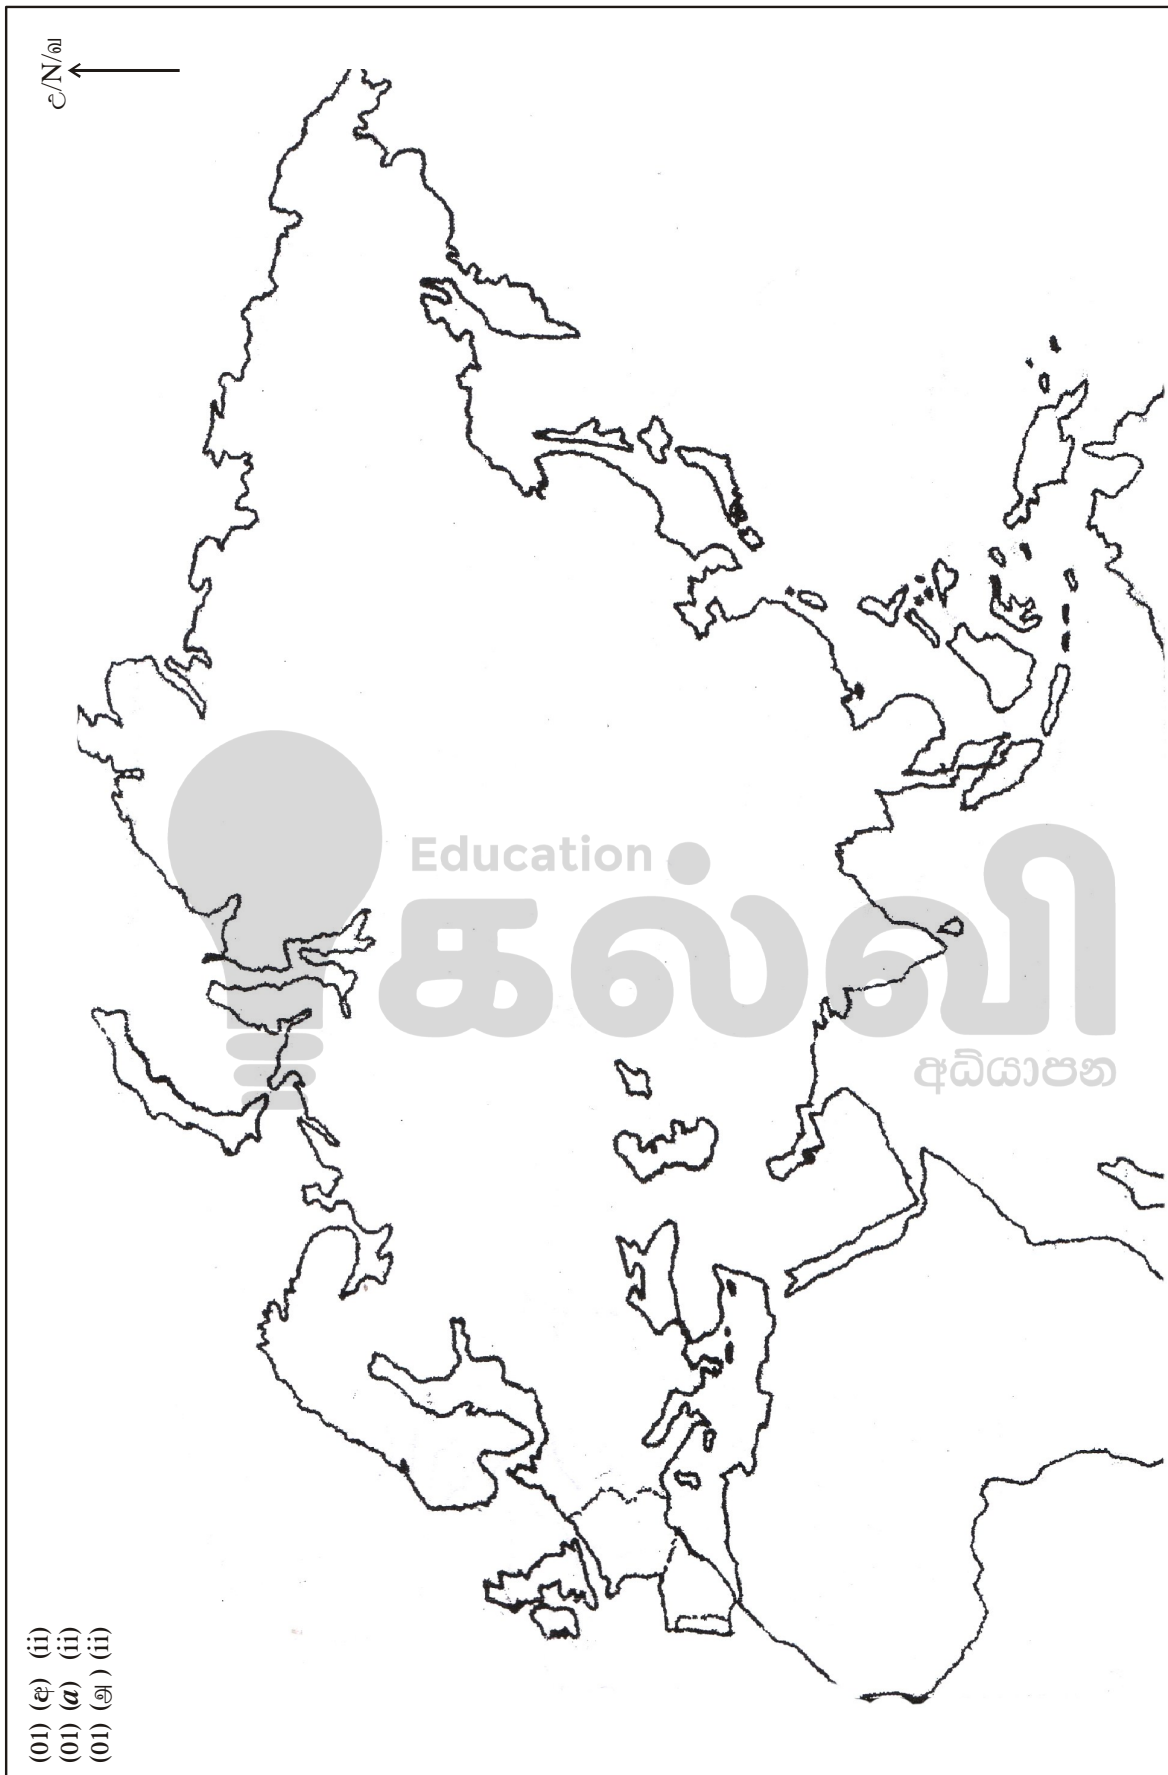 උ/N/வ
(01) (අ) (ii)
(01) (a) (ii)
(01) (அ) (ii)
Education
கல்வி
අධ්‍යාපන